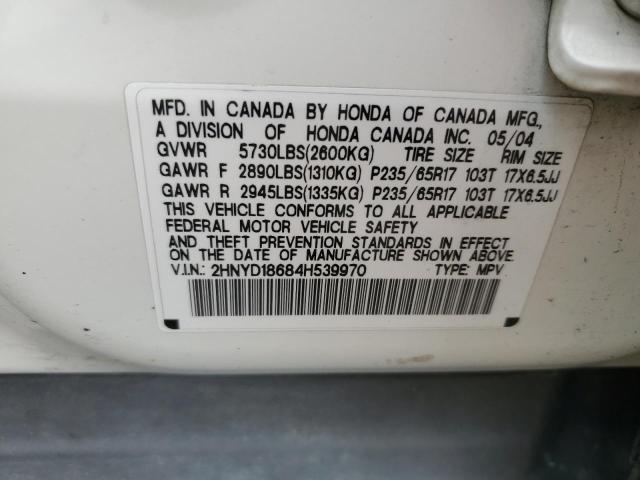 MFD. IN CANADA BY HONDA OF CANADA MFG.,
A DIVISION OF HONDA CANADA INC. 05/04
GVWR 5730LBS(2600KG) TIRE SIZE RIM SIZE
GAWR F 2890LBS(1310KG) P235/65R17 103T 17X6.5JJ
GAWR R 2945LBS(1335KG) P235/65R17 103T 17X6.5JJ
THIS VEHICLE CONFORMS TO ALL APPLICABLE
FEDERAL MOTOR VEHICLE SAFETY
AND THEFT PREVENTION STANDARDS IN EFFECT
ON THE DATE OF MANUFACTURE SHOWN ABOVE.
V.I.N.: 2HNYD18684H539970 TYPE: MPV